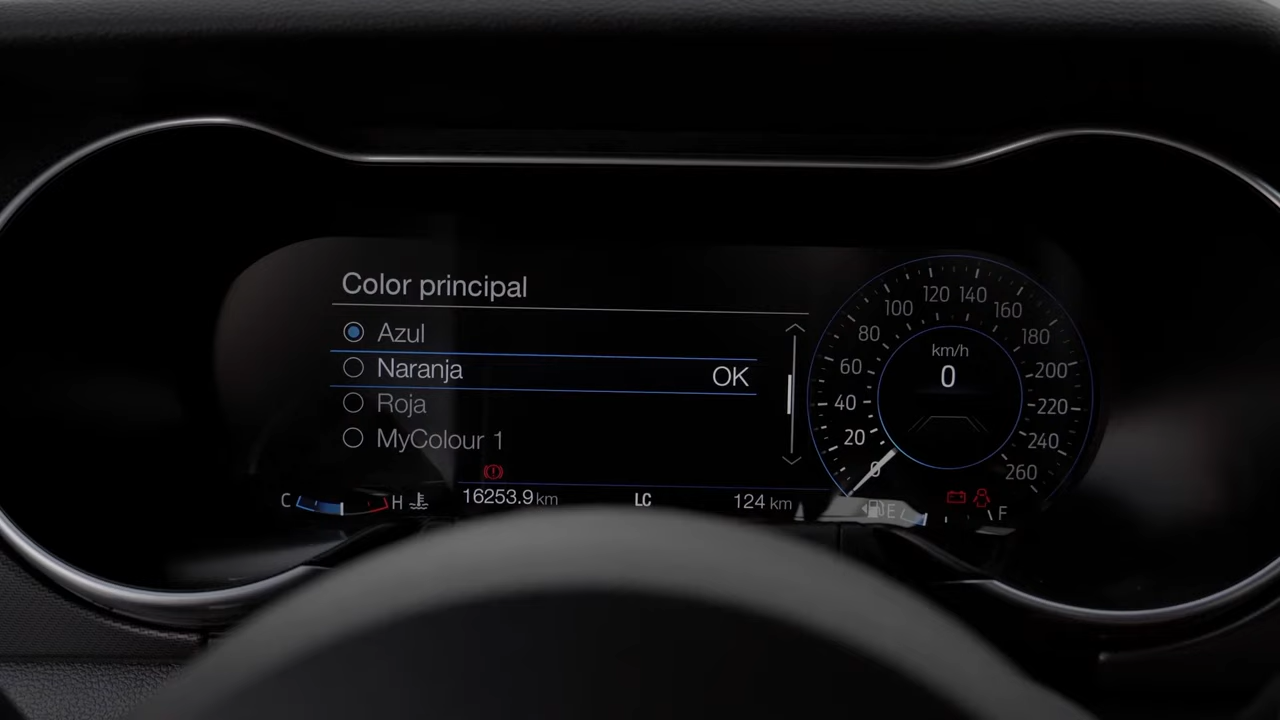 Color principal
Azul
Naranja OK
Roja
MyColour 1
C H
16253.9 km LC 124 km
km/h
0
0 20 40 60 80 100 120 140 160 180 200 220 240 260
E F